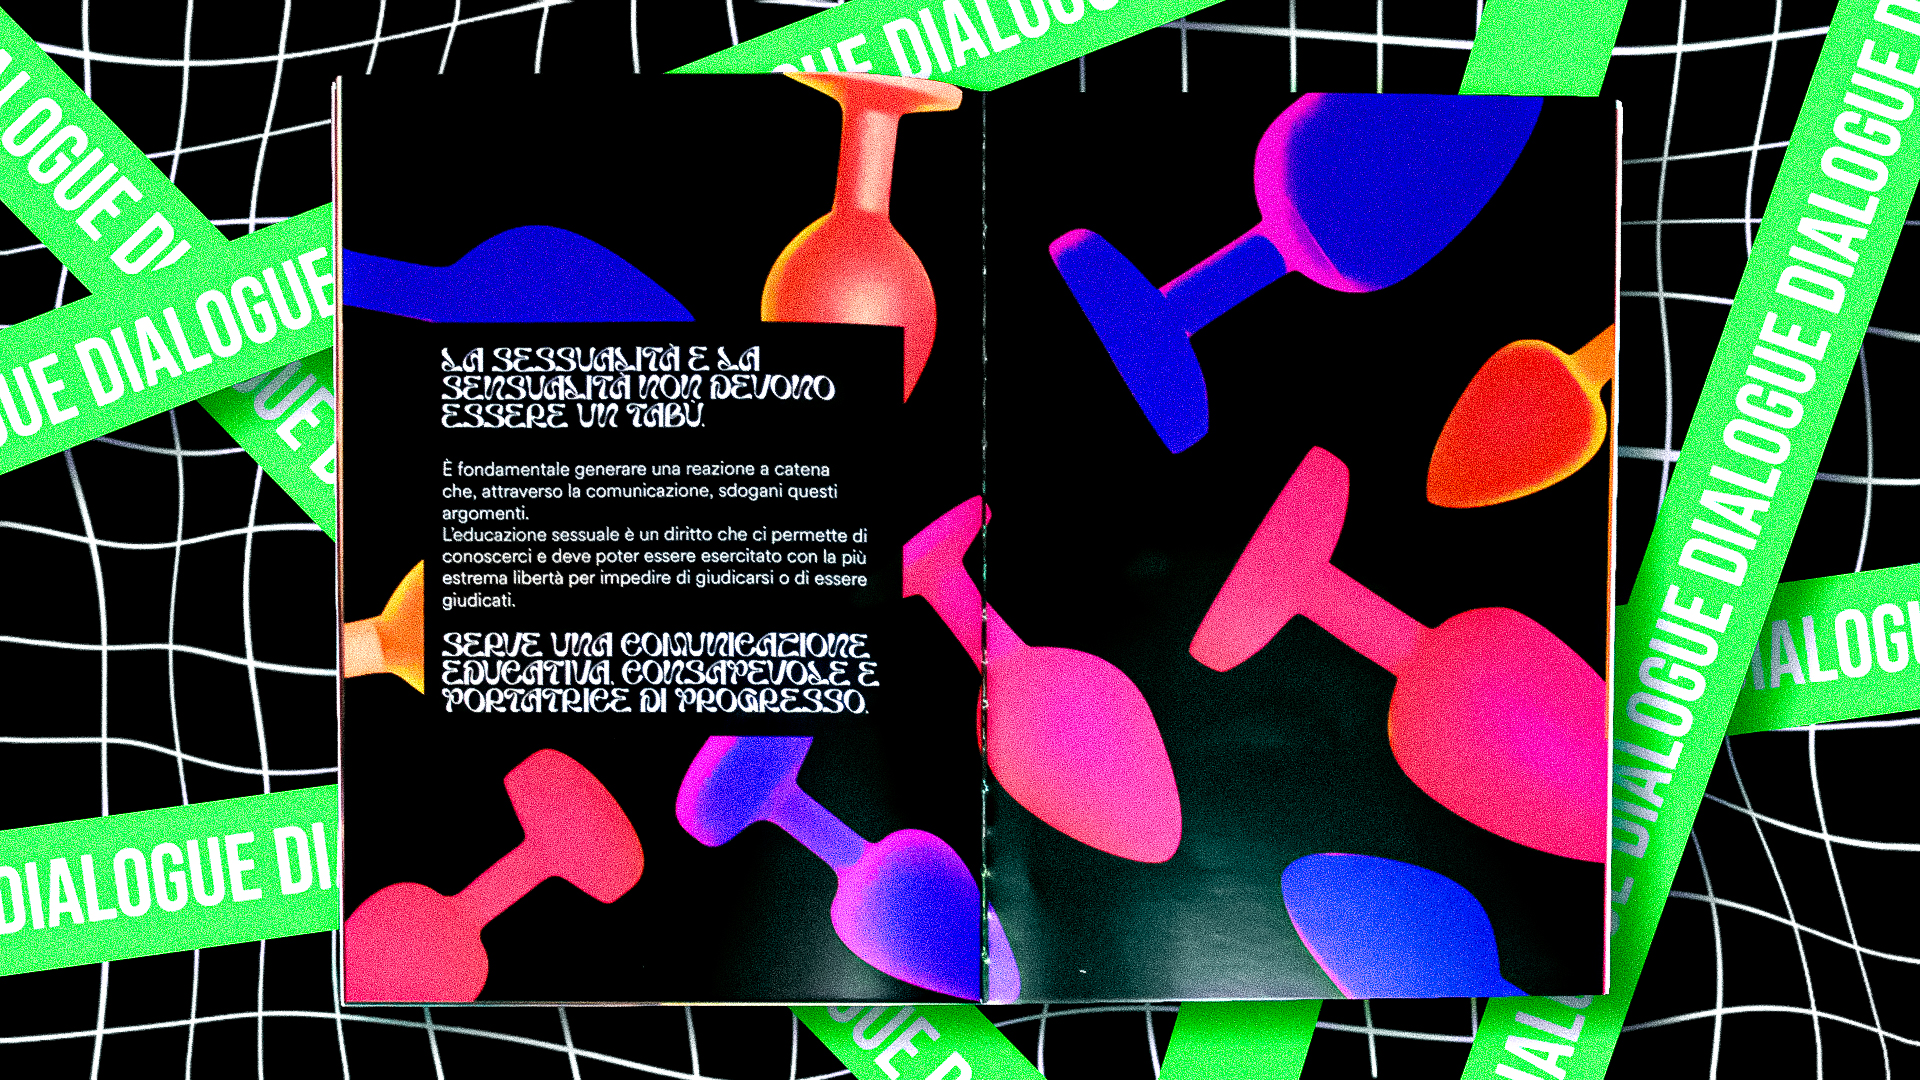 DIALOGUE
UE DIALOGUE
LA SESSUALITÀ E LA
SENSUALITÀ NON DEVONO
ESSERE UN TABÙ.
È fondamentale generare una reazione a catena
che, attraverso la comunicazione, sdogani questi
argomenti.
L'educazione sessuale è un diritto che ci permette di
conoscerci e deve poter essere esercitato con la più
estrema libertà per impedire di giudicarsi o di essere
giudicati.
SERVE UNA COMUNICAZIONE
EDUCATIVA, CONSAPEVOLE E
PORTATRICE DI PROGRESSO.
DIALOGUE DIALOGUE DIALOGUE DIALOGUE
DIALOGUE DI